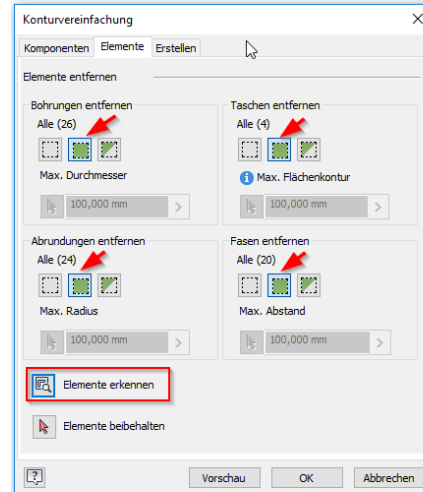 Konturvereinfachung
Komponenten Elemente Erstellen
Elemente entfernen
Bohrungen entfernen
Alle (26)
Max. Durchmesser
100,000 mm
Taschen entfernen
Alle (4)
Max. Flächenkontur
100,000 mm
Abrundungen entfernen
Alle (24)
Max. Radius
100,000 mm
Fasen entfernen
Alle (20)
Max. Abstand
100,000 mm
Elemente erkennen
Elemente beibehalten
Vorschau OK Abbrechen